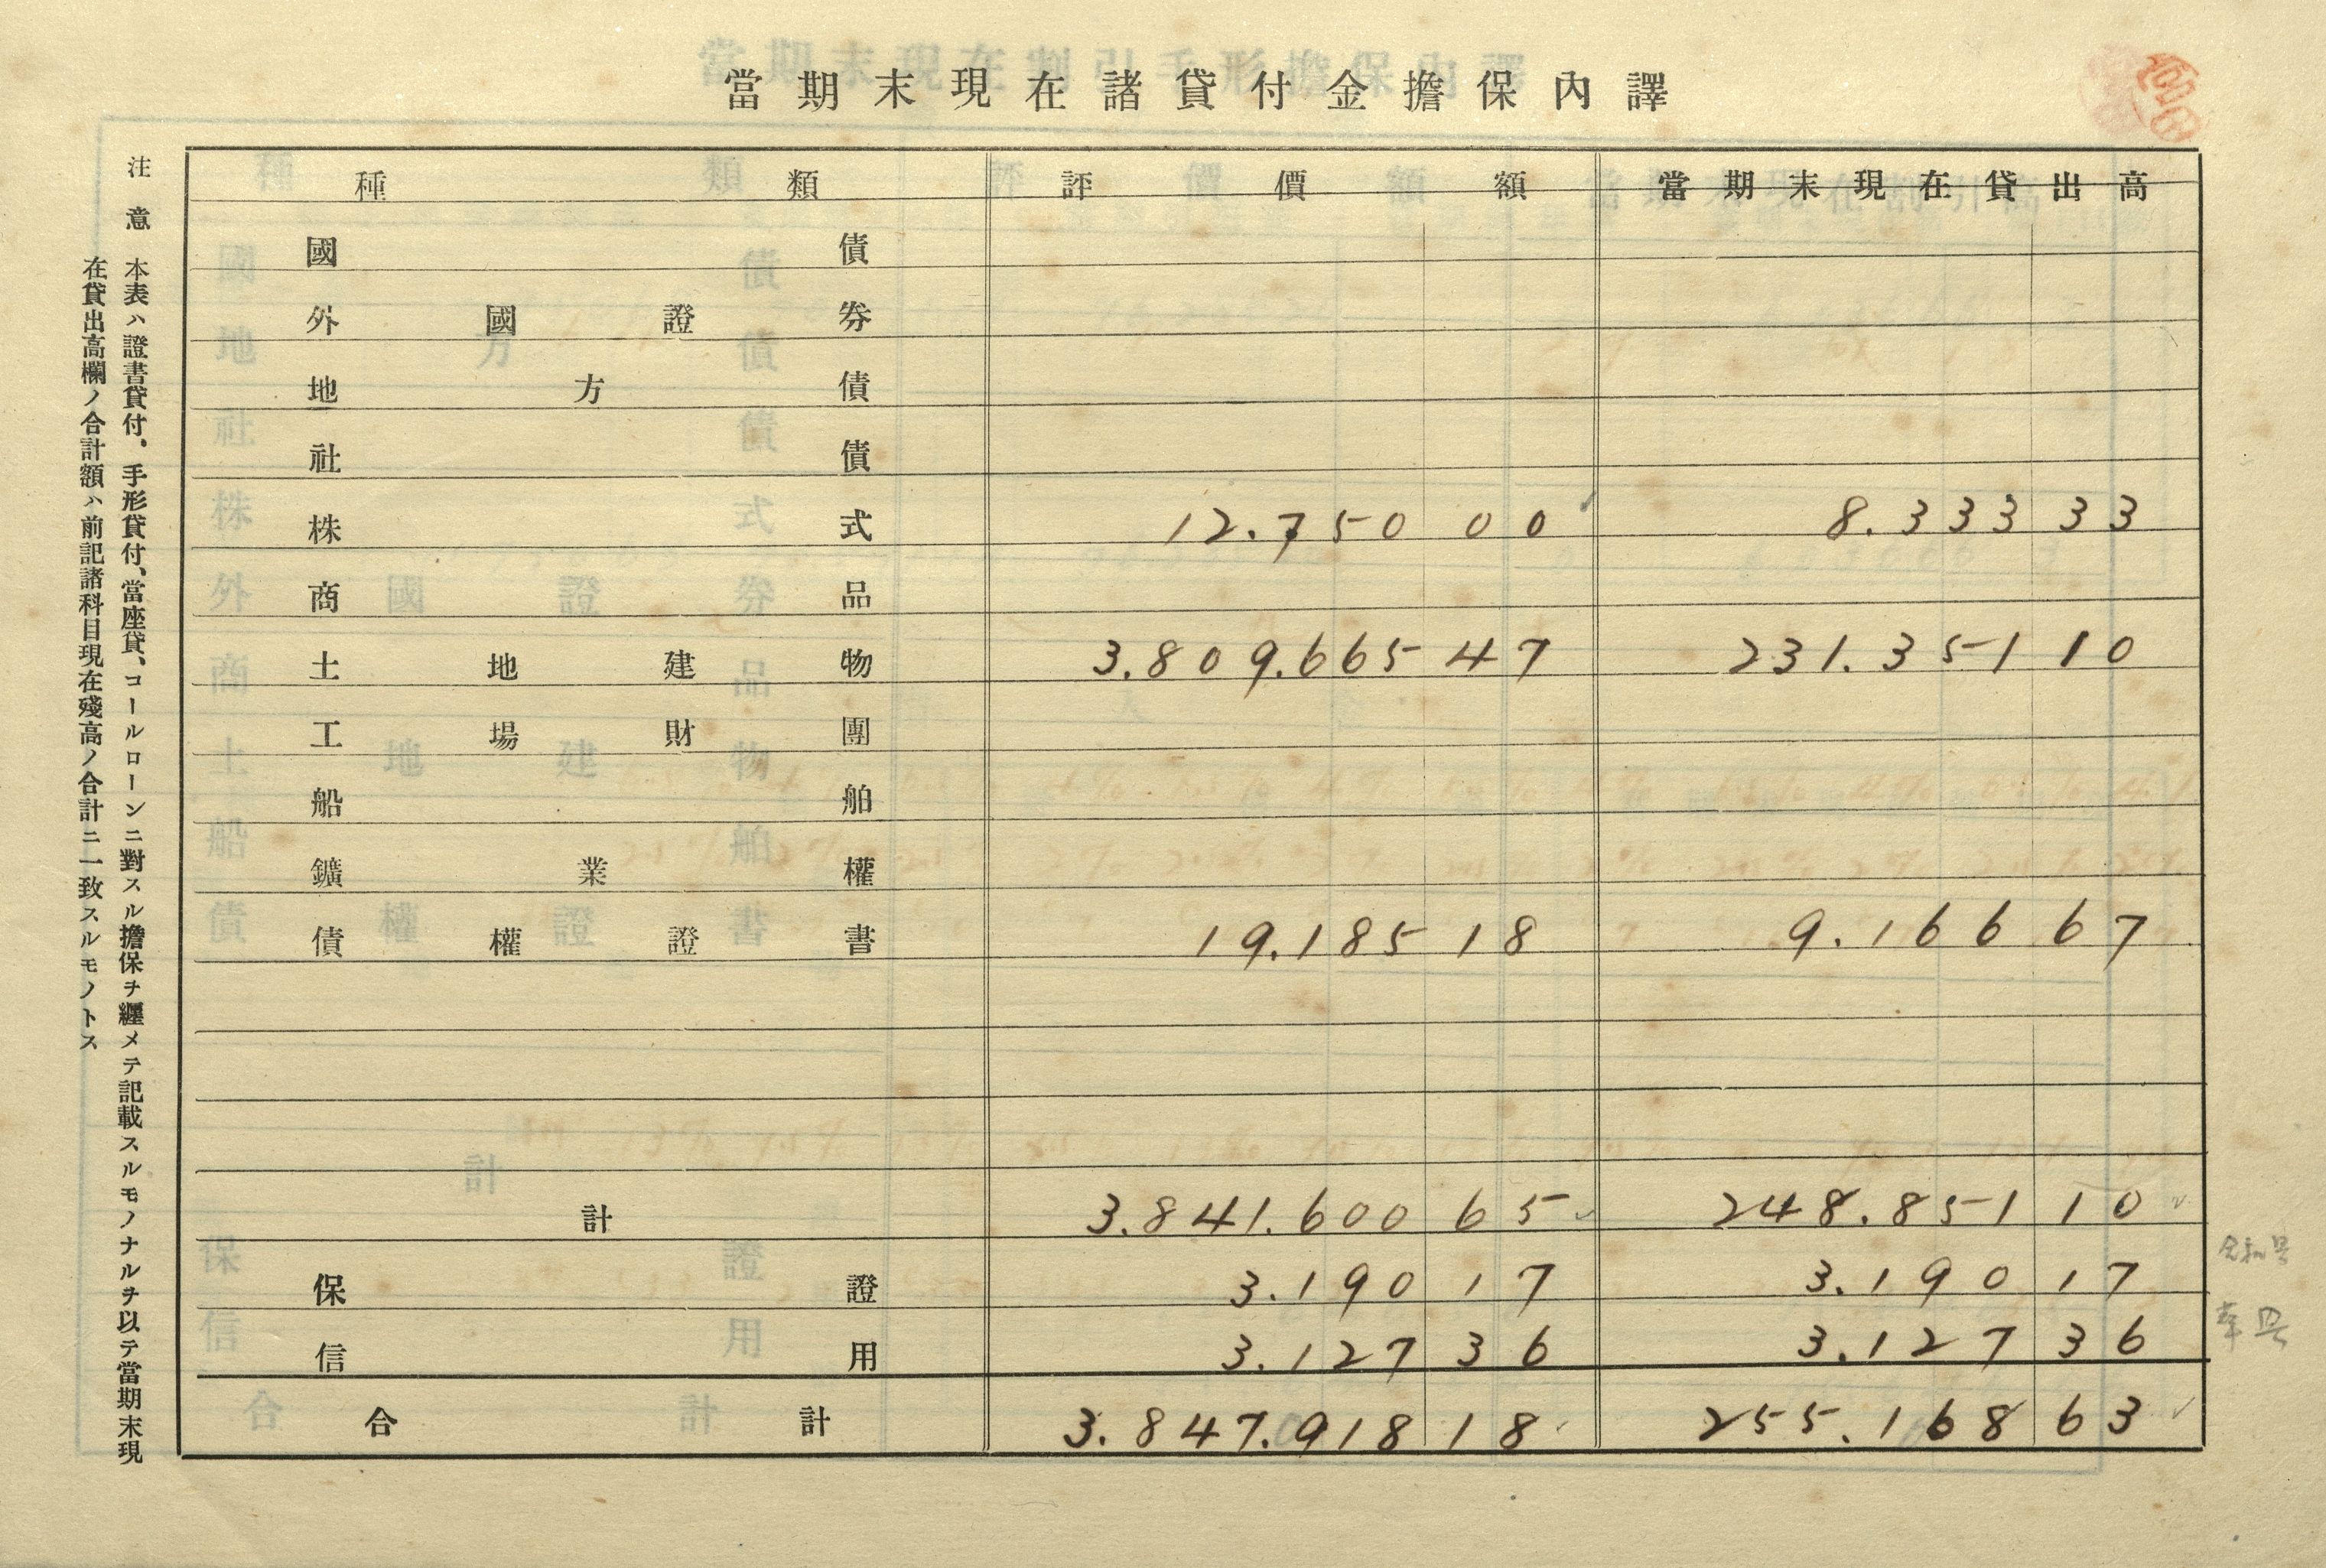 當期末現在諸貸付金擔保內譯
種類 評價額 當期末現在貸出高
國債
外國證券
地方債
社債
株式 12.750 00 8.333 33
商品
土地建物 3.809.665 47 231.351 10
工場財團
船舶
鑛業權
債權證書 19.185 18 9.166 67
計 3.841.600 65 248.851 10
保證 3.190 17 3.190 17
信用 3.127 36 3.127 36
合計 3.847.918 18 255.168 63
注意 本表ハ證書貸付、手形貸付、當座貸、コールローンニ對スル擔保ヲ纒メテ記載スルモノナルヲ以テ當期末現
在貸出高欄ノ合計額ハ前記諸科目現在殘高ノ合計ニ一致スルモノトス